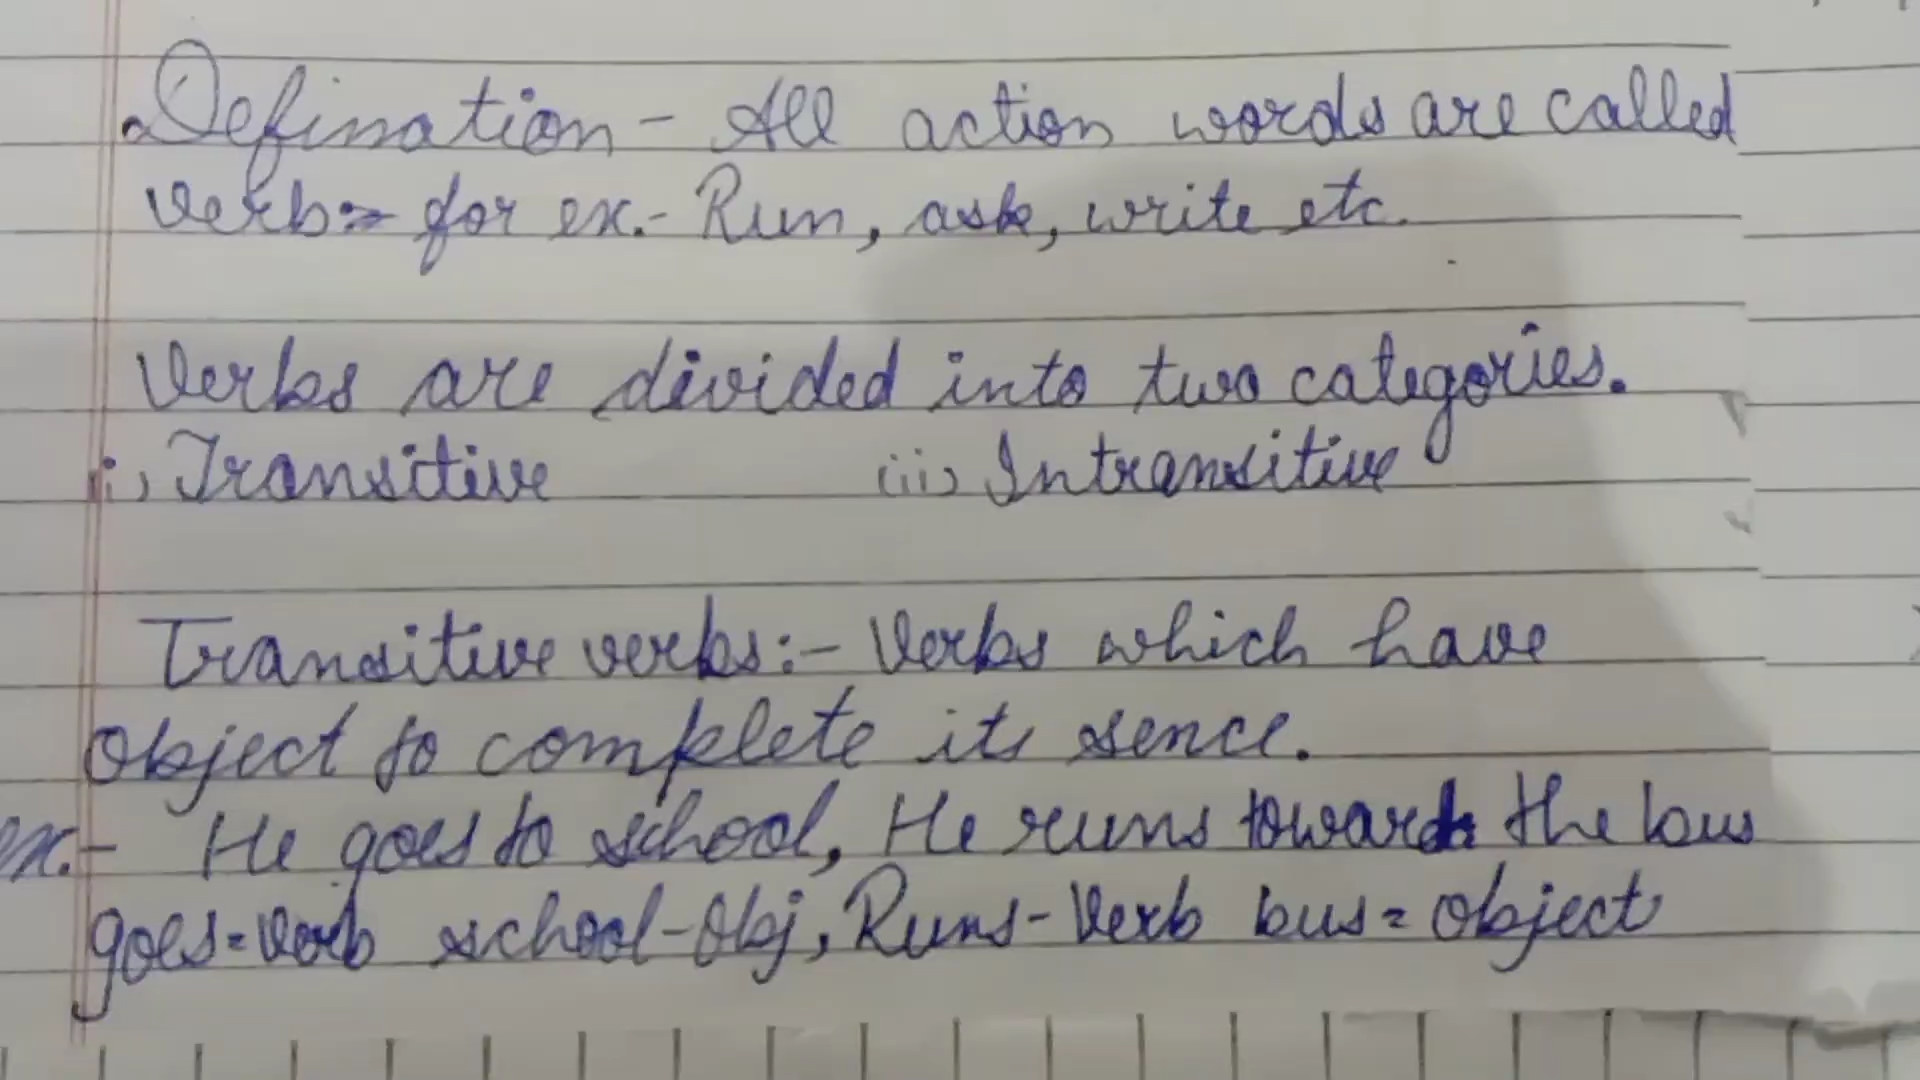 Defination - All action words are called
verb:- for ex.- Run, ask, write etc.
Verbs are divided into two categories.
i) Transitive ii) Intransitive
Transitive verbs:- Verbs which have
object to complete its sence.
ex.- He goes to school, He runs towards the bus
goes=Verb school-Obj, Runs-Verb bus=object